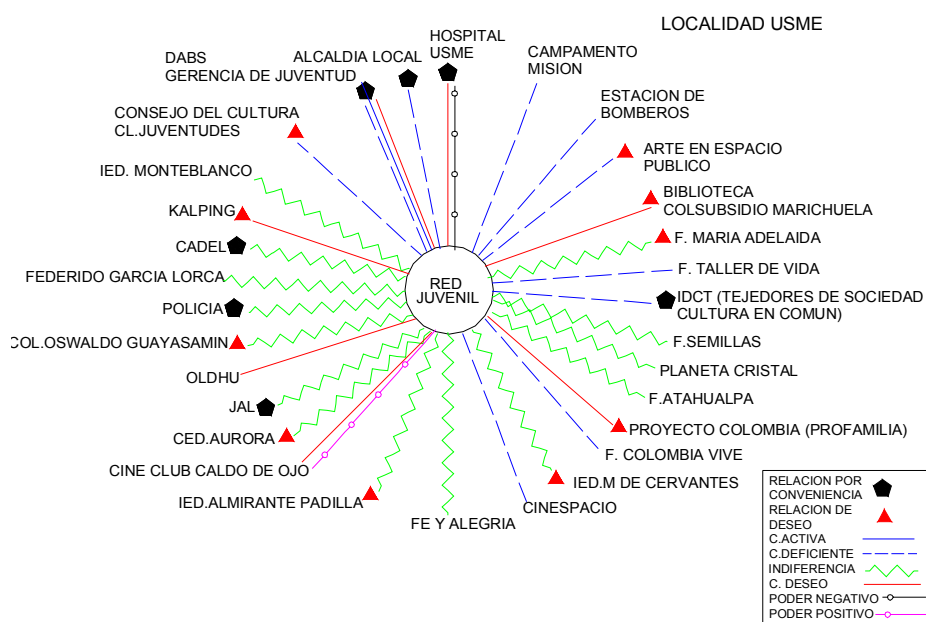 LOCALIDAD USME
HOSPITAL
USME
ALCALDIA LOCAL
DABS
GERENCIA DE JUVENTUD
CAMPAMENTO
MISION
ESTACION DE
BOMBEROS
CONSEJO DEL CULTURA
CL.JUVENTUDES
ARTE EN ESPACIO
PUBLICO
IED. MONTEBLANCO
BIBLIOTECA
COLSUBSIDIO MARICHUELA
KALPING
F. MARIA ADELAIDA
CADEL
F. TALLER DE VIDA
FEDERIDO GARCIA LORCA
RED
JUVENIL
IDCT (TEJEDORES DE SOCIEDAD
CULTURA EN COMUN)
POLICIA
F.SEMILLAS
COL.OSWALDO GUAYASAMIN
PLANETA CRISTAL
OLDHU
F.ATAHUALPA
JAL
PROYECTO COLOMBIA (PROFAMILIA)
CED.AURORA
F. COLOMBIA VIVE
CINE CLUB CALDO DE OJO
IED.M DE CERVANTES
IED.ALMIRANTE PADILLA
CINESPACIO
FE Y ALEGRIA
RELACION POR
CONVENIENCIA
RELACION DE
DESEO
C.ACTIVA
C.DEFICIENTE
INDIFERENCIA
C. DESEO
PODER NEGATIVO
PODER POSITIVO